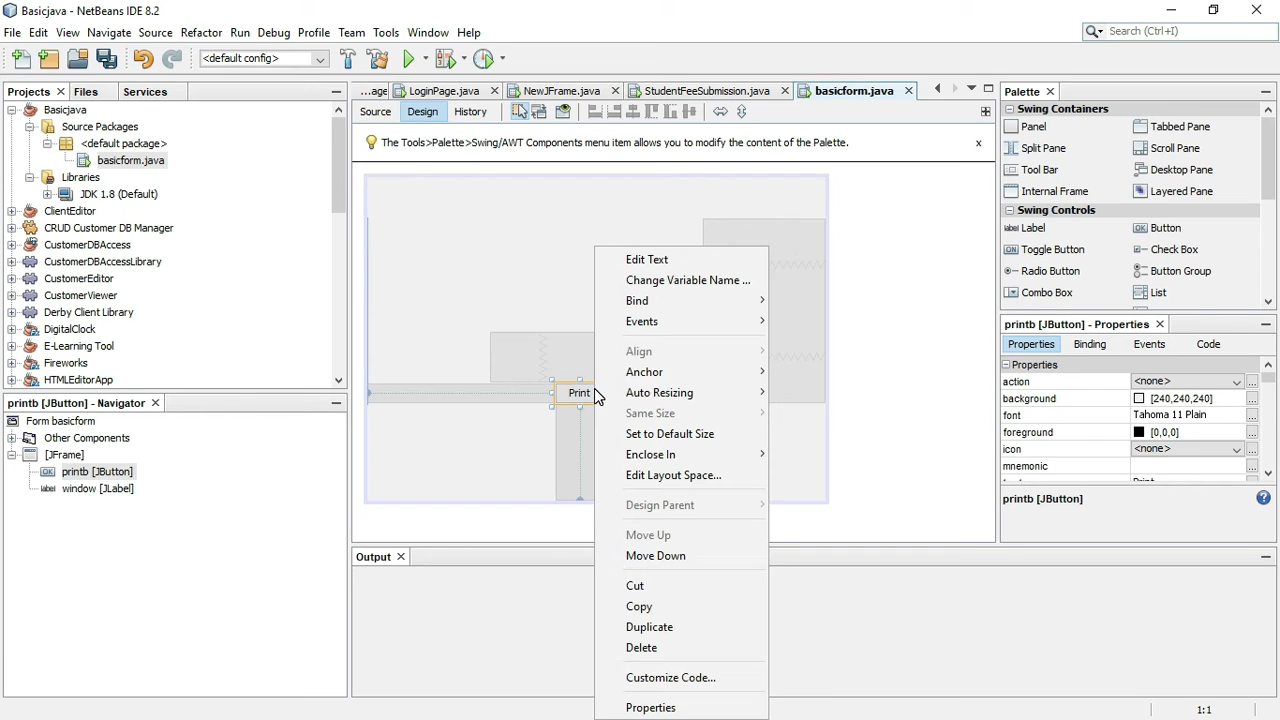 Basicjava - NetBeans IDE 8.2
File Edit View Navigate Source Refactor Run Debug Profile Team Tools Window Help
Search (Ctrl+I)
<default config>
Projects Files Services
Basicjava
Source Packages
<default package>
basicform.java
Libraries
JDK 1.8 (Default)
ClientEditor
CRUD Customer DB Manager
CustomerDBAccess
CustomerDBAccessLibrary
CustomerEditor
CustomerViewer
Derby Client Library
DigitalClock
E-Learning Tool
Fireworks
HTMLEditorApp
printb [JButton] - Navigator
Form basicform
Other Components
[JFrame]
OK printb [JButton]
label window [JLabel]
...age LoginPage.java NewJFrame.java StudentFeeSubmission.java basicform.java
Source Design History
The Tools>Palette>Swing/AWT Components menu item allows you to modify the content of the Palette.
Print
Edit Text
Change Variable Name ...
Bind
Events
Align
Anchor
Auto Resizing
Same Size
Set to Default Size
Enclose In
Edit Layout Space...
Design Parent
Move Up
Move Down
Cut
Copy
Duplicate
Delete
Customize Code...
Properties
Output
Palette
Swing Containers
Panel Tabbed Pane
Split Pane Scroll Pane
Tool Bar Desktop Pane
Internal Frame Layered Pane
Swing Controls
label Label OK Button
ON Toggle Button Check Box
Radio Button Button Group
Combo Box List
printb [JButton] - Properties
Properties Binding Events Code
Properties
action <none> ...
background [240,240,240] ...
font Tahoma 11 Plain ...
foreground [0,0,0] ...
icon <none> ...
mnemonic ...
printb [JButton]
1:1